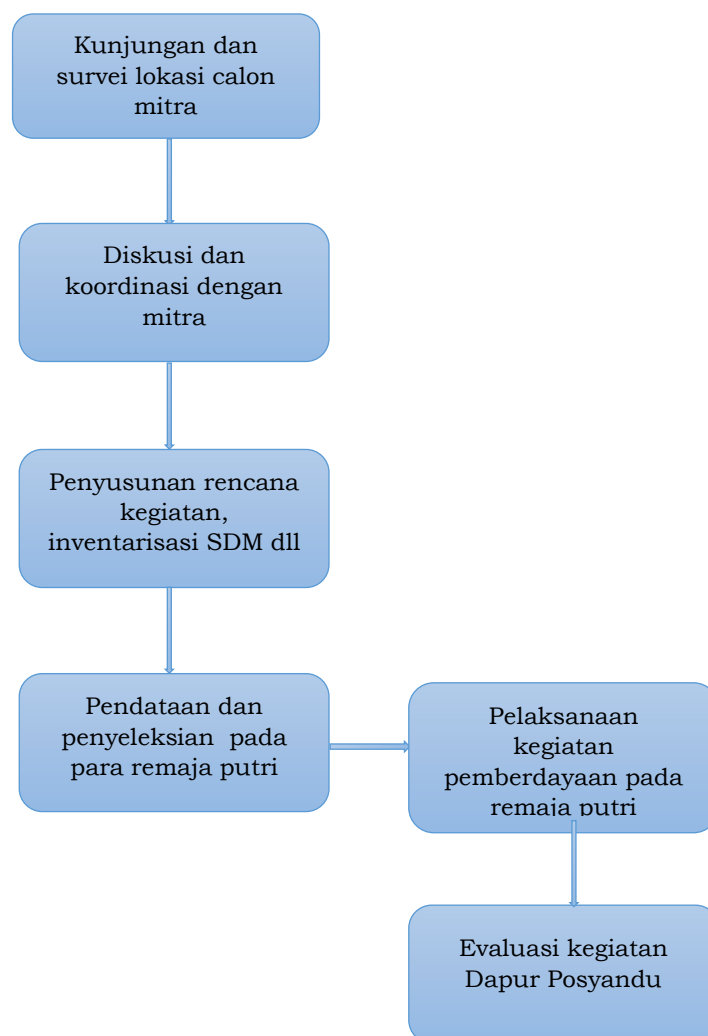 Kunjungan dan
survei lokasi calon
mitra
Diskusi dan
koordinasi dengan
mitra
Penyusunan rencana
kegiatan,
inventarisasi SDM dll
Pendataan dan
penyeleksian pada
para remaja putri
Pelaksanaan
kegiatan
pemberdayaan pada
remaja putri
Evaluasi kegiatan
Dapur Posyandu